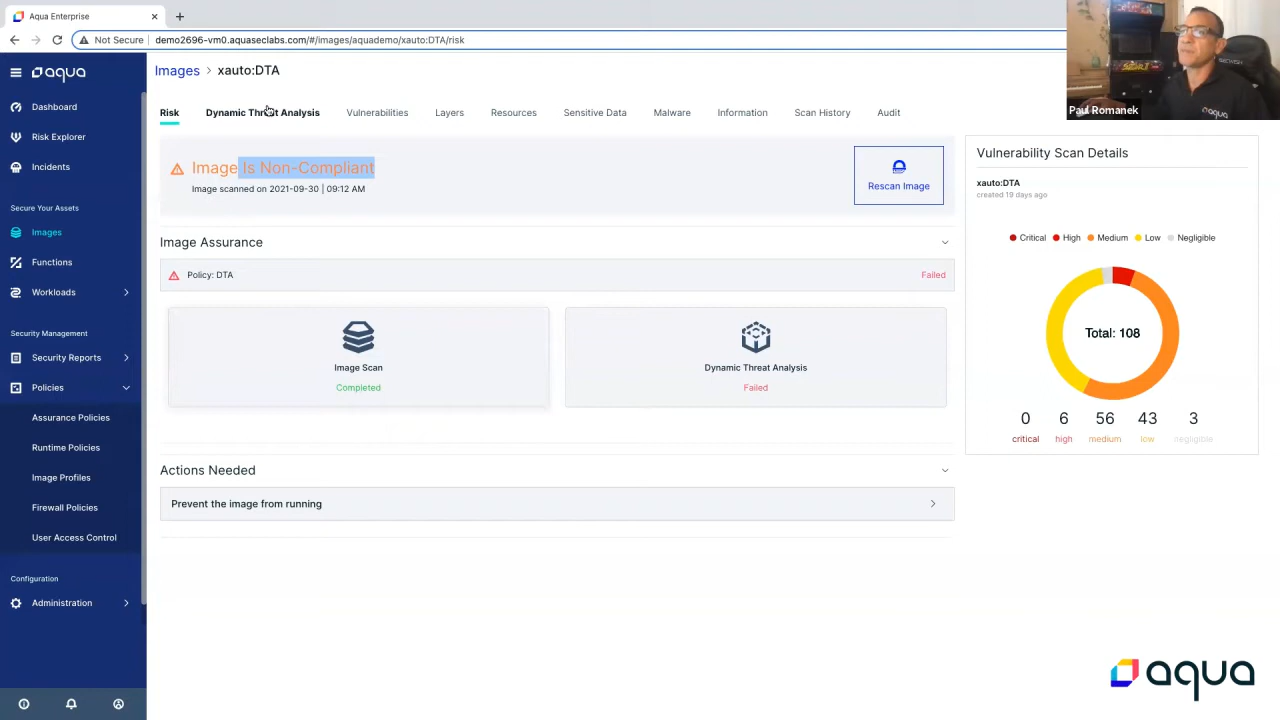 Aqua Enterprise
Not Secure
demo2696-vm0.aquaseclabs.com/#/images/aquademo/xauto:DTA/risk
aqua
Dashboard
Risk Explorer
Incidents
Secure Your Assets
Images
Functions
Workloads
Security Management
Security Reports
Policies
Assurance Policies
Runtime Policies
Image Profiles
Firewall Policies
User Access Control
Configuration
Administration
Images > xauto:DTA
Risk Dynamic Threat Analysis Vulnerabilities Layers Resources Sensitive Data Malware Information Scan History Audit
Image Is Non-Compliant
Image scanned on 2021-09-30 | 09:12 AM
Rescan Image
Image Assurance
Policy: DTA Failed
Image Scan
Completed
Dynamic Threat Analysis
Failed
Actions Needed
Prevent the image from running
Paul Romanek
aqua
Vulnerability Scan Details
xauto:DTA
created 19 days ago
Critical High Medium Low Negligible
Total: 108
0 6 56 43 3
critical high medium low negligible
aqua